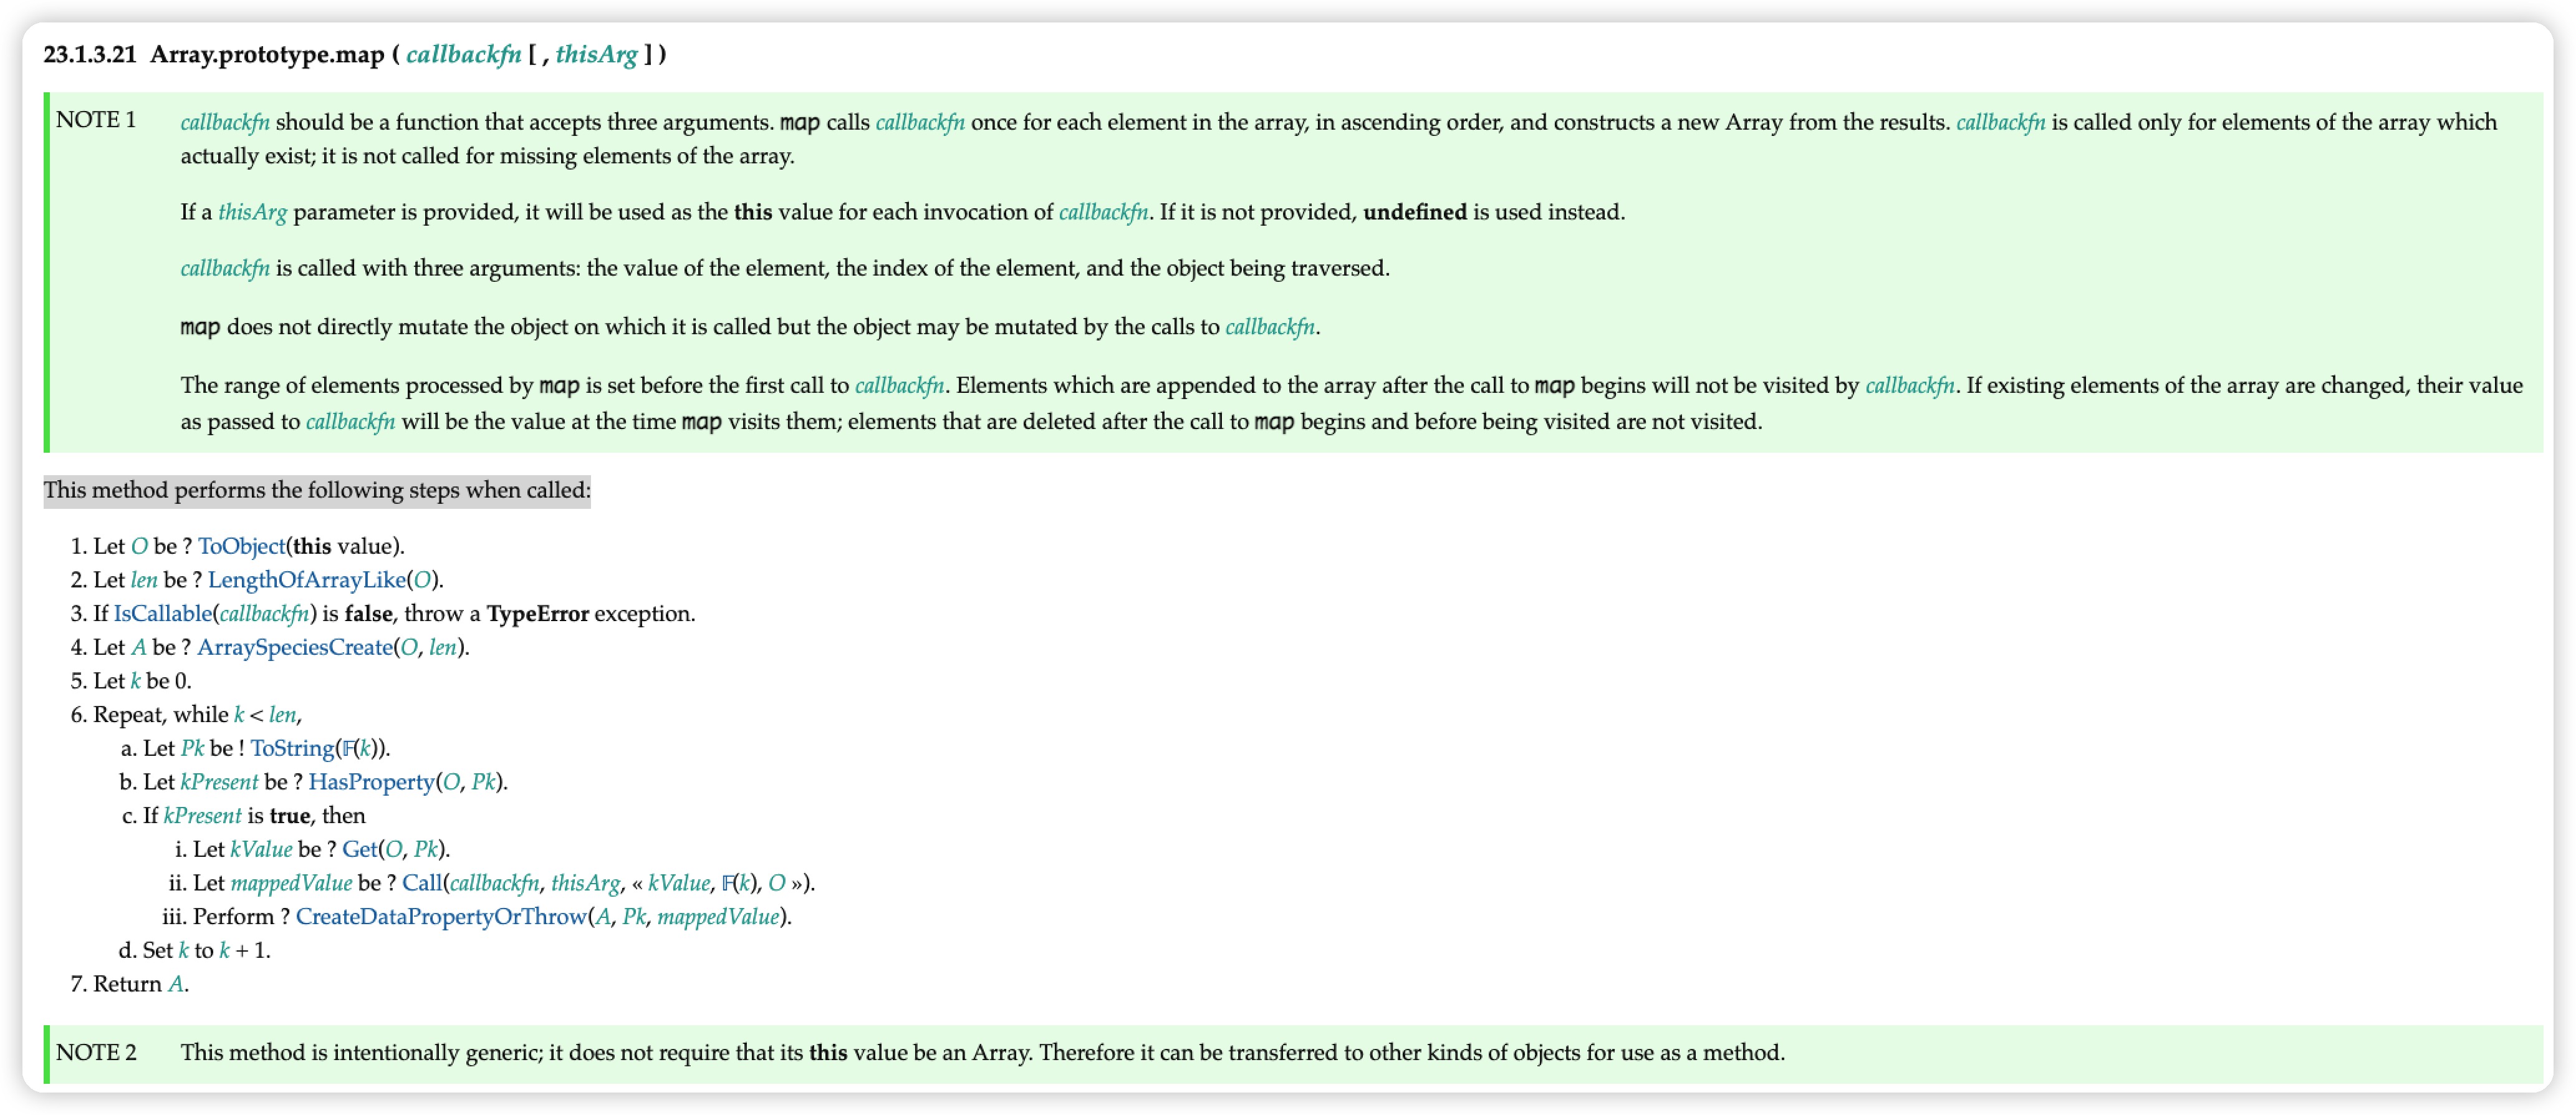 23.1.3.21 Array.prototype.map ( callbackfn [ , thisArg ] )
NOTE 1 callbackfn should be a function that accepts three arguments. map calls callbackfn once for each element in the array, in ascending order, and constructs a new Array from the results. callbackfn is called only for elements of the array which
actually exist; it is not called for missing elements of the array.
If a thisArg parameter is provided, it will be used as the this value for each invocation of callbackfn. If it is not provided, undefined is used instead.
callbackfn is called with three arguments: the value of the element, the index of the element, and the object being traversed.
map does not directly mutate the object on which it is called but the object may be mutated by the calls to callbackfn.
The range of elements processed by map is set before the first call to callbackfn. Elements which are appended to the array after the call to map begins will not be visited by callbackfn. If existing elements of the array are changed, their value
as passed to callbackfn will be the value at the time map visits them; elements that are deleted after the call to map begins and before being visited are not visited.
This method performs the following steps when called:
1. Let O be ? ToObject(this value).
2. Let len be ? LengthOfArrayLike(O).
3. If IsCallable(callbackfn) is false, throw a TypeError exception.
4. Let A be ? ArraySpeciesCreate(O, len).
5. Let k be 0.
6. Repeat, while k < len,
a. Let Pk be ! ToString(𝔽(k)).
b. Let kPresent be ? HasProperty(O, Pk).
c. If kPresent is true, then
i. Let kValue be ? Get(O, Pk).
ii. Let mappedValue be ? Call(callbackfn, thisArg, « kValue, 𝔽(k), O »).
iii. Perform ? CreateDataPropertyOrThrow(A, Pk, mappedValue).
d. Set k to k + 1.
7. Return A.
NOTE 2 This method is intentionally generic; it does not require that its this value be an Array. Therefore it can be transferred to other kinds of objects for use as a method.